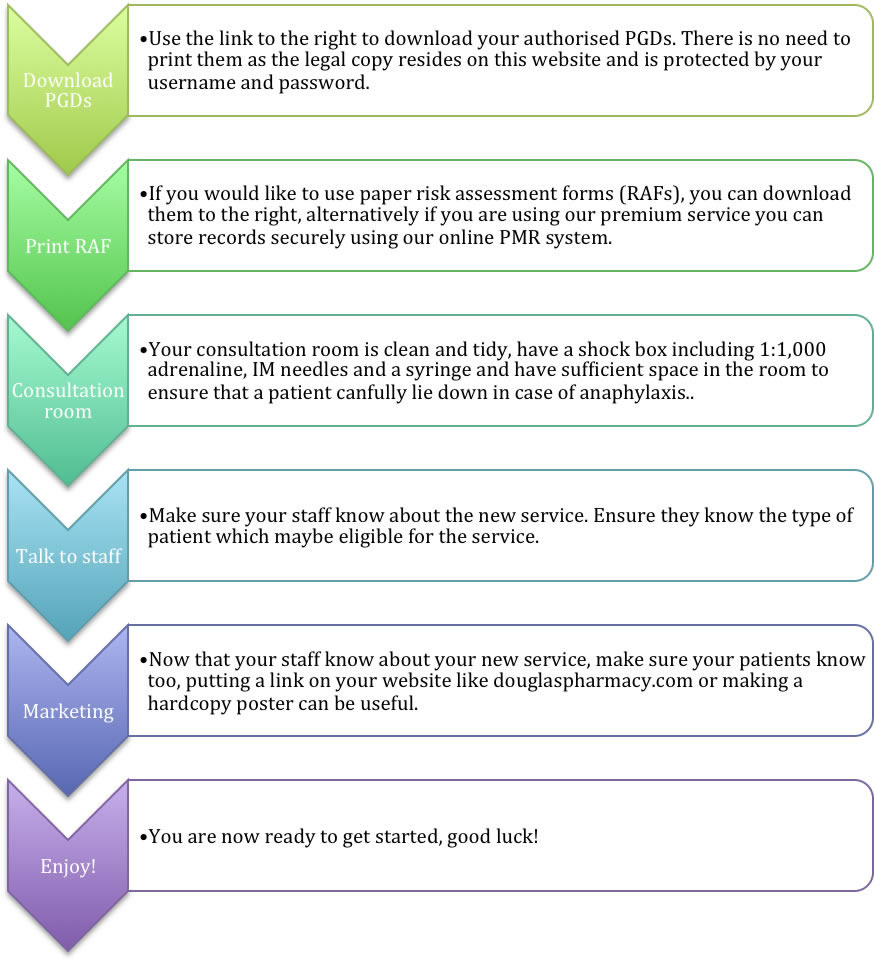 Download
PGDs
•Use the link to the right to download your authorised PGDs. There is no need to
print them as the legal copy resides on this website and is protected by your
username and password.
Print RAF
•If you would like to use paper risk assessment forms (RAFs), you can download
them to the right, alternatively if you are using our premium service you can
store records securely using our online PMR system.
Consultation
room
•Your consultation room is clean and tidy, have a shock box including 1:1,000
adrenaline, IM needles and a syringe and have sufficient space in the room to
ensure that a patient canfully lie down in case of anaphylaxis..
Talk to staff
•Make sure your staff know about the new service. Ensure they know the type of
patient which maybe eligible for the service.
Marketing
•Now that your staff know about your new service, make sure your patients know
too, putting a link on your website like douglaspharmacy.com or making a
hardcopy poster can be useful.
Enjoy!
•You are now ready to get started, good luck!